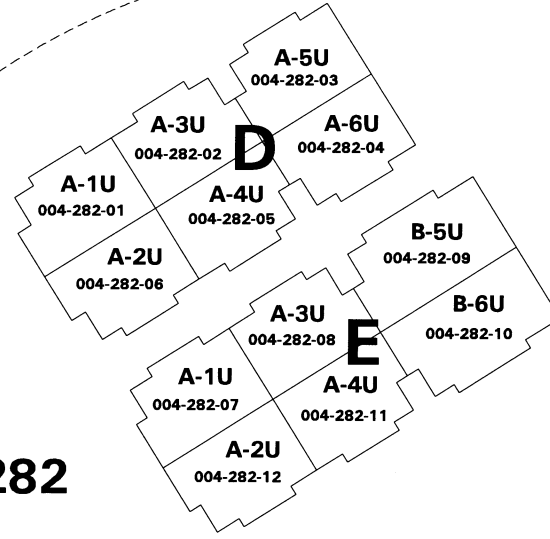 A-5U
004-282-03
A-3U
004-282-02
A-6U
004-282-04
D
A-1U
004-282-01
A-4U
004-282-05
A-2U
004-282-06
B-5U
004-282-09
B-6U
004-282-10
A-3U
004-282-08
E
A-1U
004-282-07
A-4U
004-282-11
A-2U
004-282-12
282